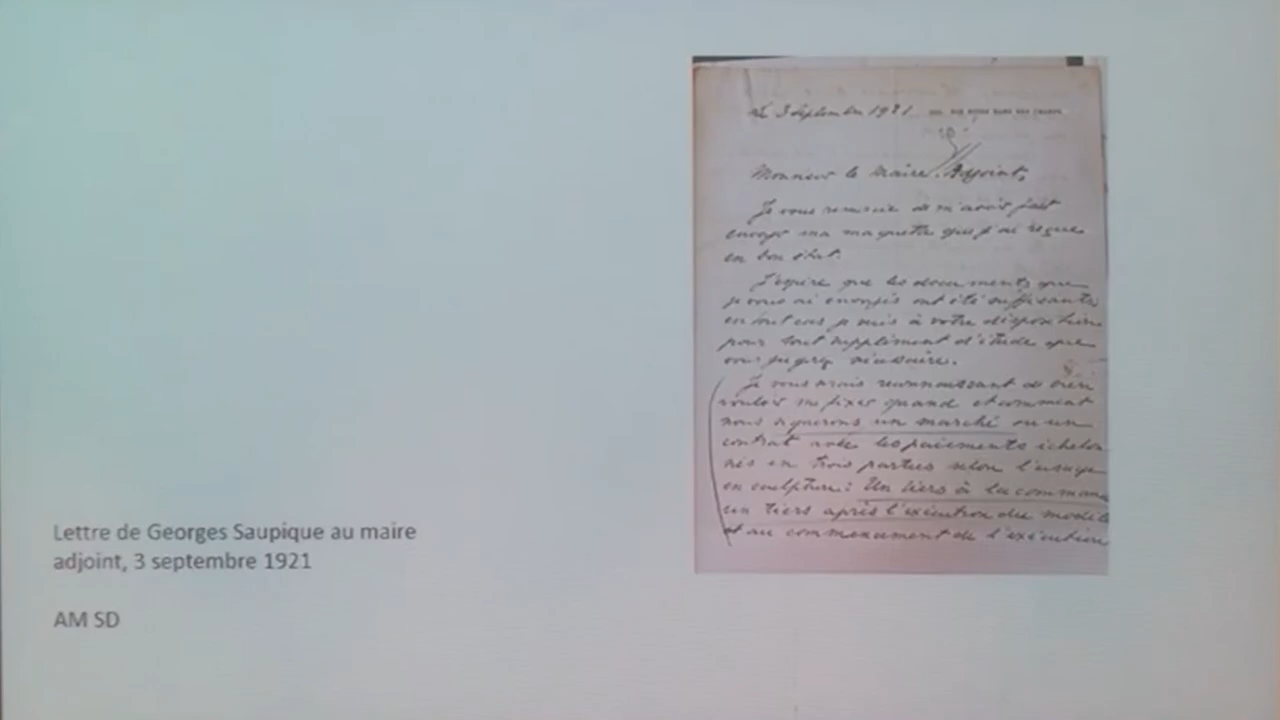 Le 3 Septembre 1921
Monsieur le Maire Adjoint,
Je vous remercie de m'avoir fait
envoyer ma maquette que j'ai reçue
en bon état.
J'espère que les documents que
je vous ai envoyés ont été suffisants
en tout cas je suis à votre disposition
pour tout supplément d'étude que
vous jugerez nécessaire.
Je vous serais reconnaissant de bien
vouloir me fixer quand et comment
nous signerons un marché ou un
contrat avec les paiements échelon
nés en trois parties selon l'usage
en sculpture: Un tiers à la comman
un tiers après l'exécution du modèle
et au commencement de l'exécution
Lettre de Georges Saupique au maire
adjoint, 3 septembre 1921
AM SD